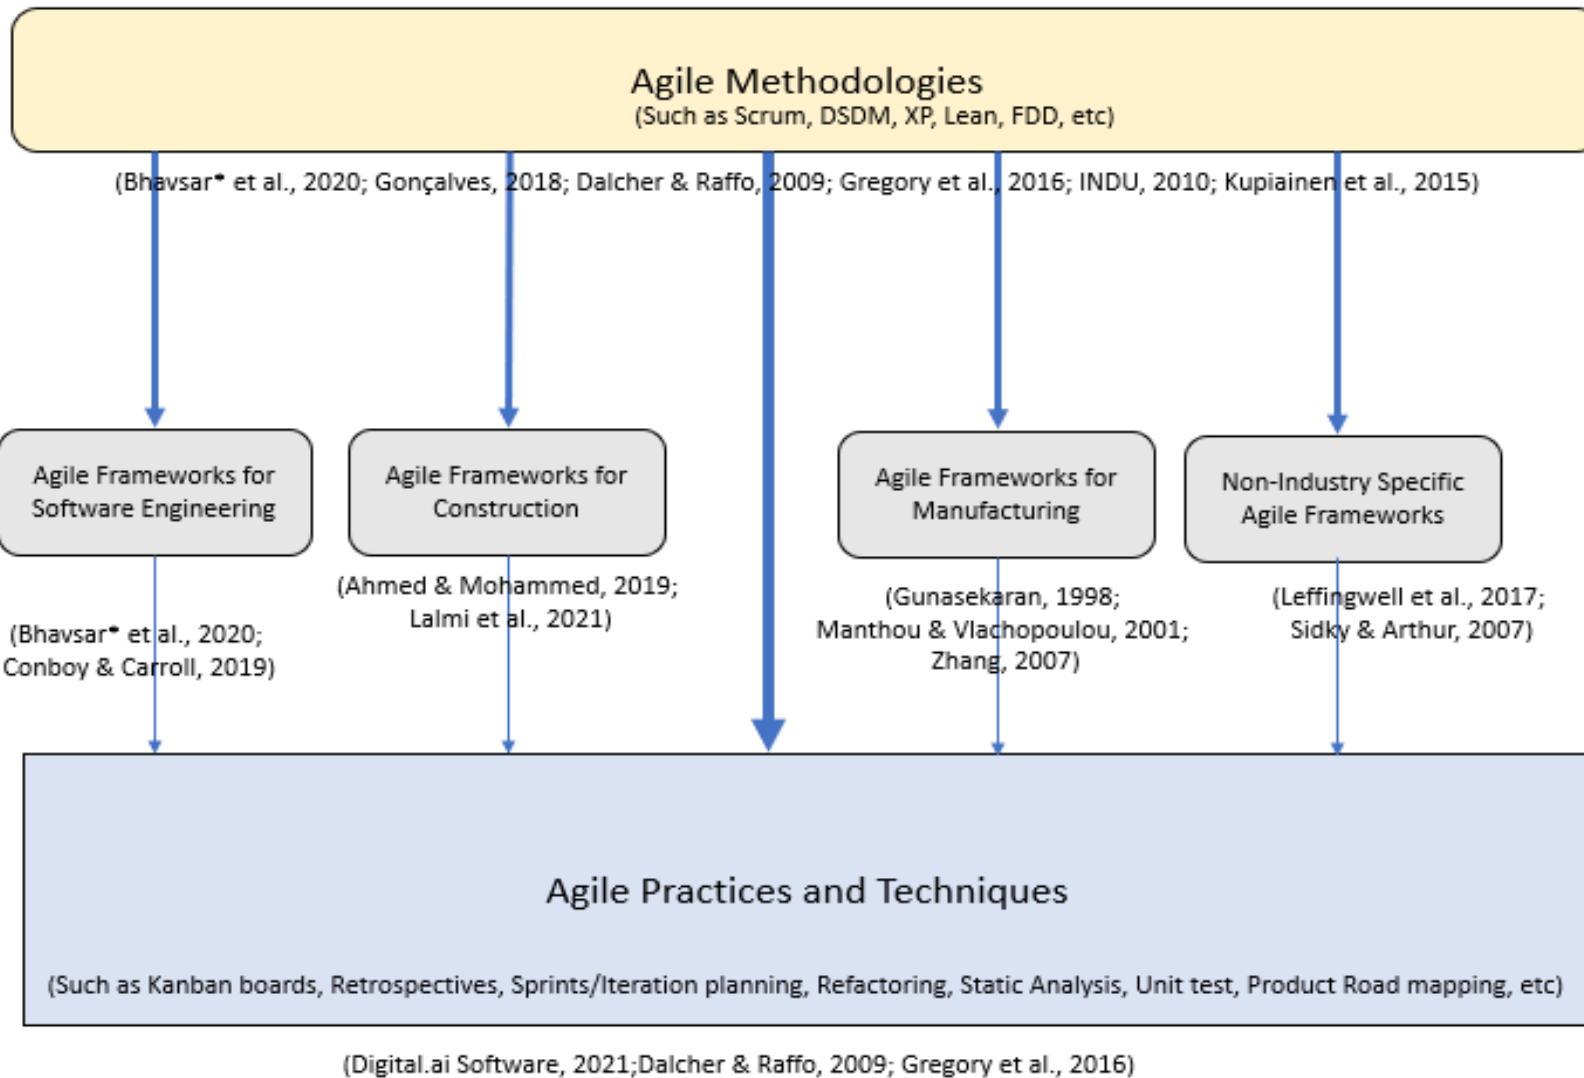 Agile Methodologies
(Such as Scrum, DSDM, XP, Lean, FDD, etc)
(Bhavsar* et al., 2020; Gonçalves, 2018; Dalcher & Raffo, 2009; Gregory et al., 2016; INDU, 2010; Kupiainen et al., 2015)
Agile Frameworks for
Software Engineering
(Bhavsar* et al., 2020;
Conboy & Carroll, 2019)
Agile Frameworks for
Construction
(Ahmed & Mohammed, 2019;
Lalmi et al., 2021)
Agile Frameworks for
Manufacturing
(Gunasekaran, 1998;
Manthou & Vlachopoulou, 2001;
Zhang, 2007)
Non-Industry Specific
Agile Frameworks
(Leffingwell et al., 2017;
Sidky & Arthur, 2007)
Agile Practices and Techniques
(Such as Kanban boards, Retrospectives, Sprints/Iteration planning, Refactoring, Static Analysis, Unit test, Product Road mapping, etc)
(Digital.ai Software, 2021;Dalcher & Raffo, 2009; Gregory et al., 2016)